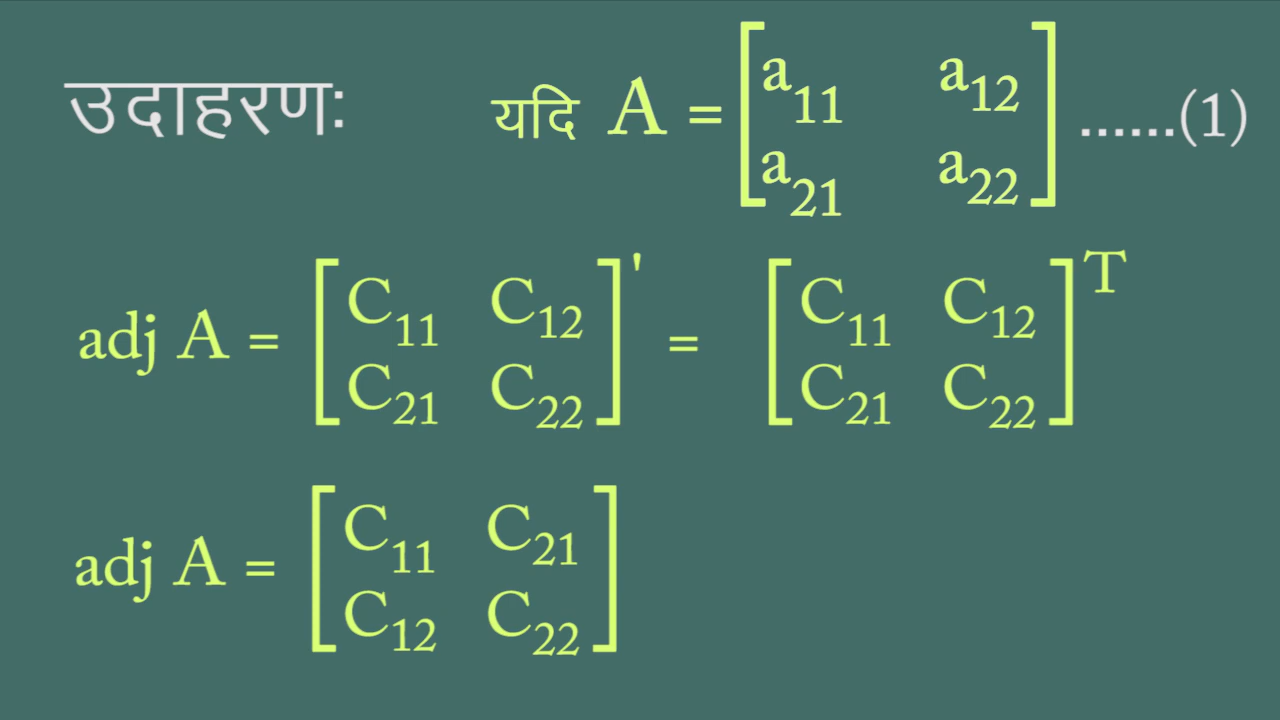 उदाहरण: यदि A = [a₁₁ a₁₂ ......(1)
a₂₁ a₂₂]
adj A = [C₁₁ C₁₂ ]' = [C₁₁ C₁₂ ]ᵀ
C₂₁ C₂₂ C₂₁ C₂₂
adj A = [C₁₁ C₂₁
C₁₂ C₂₂]